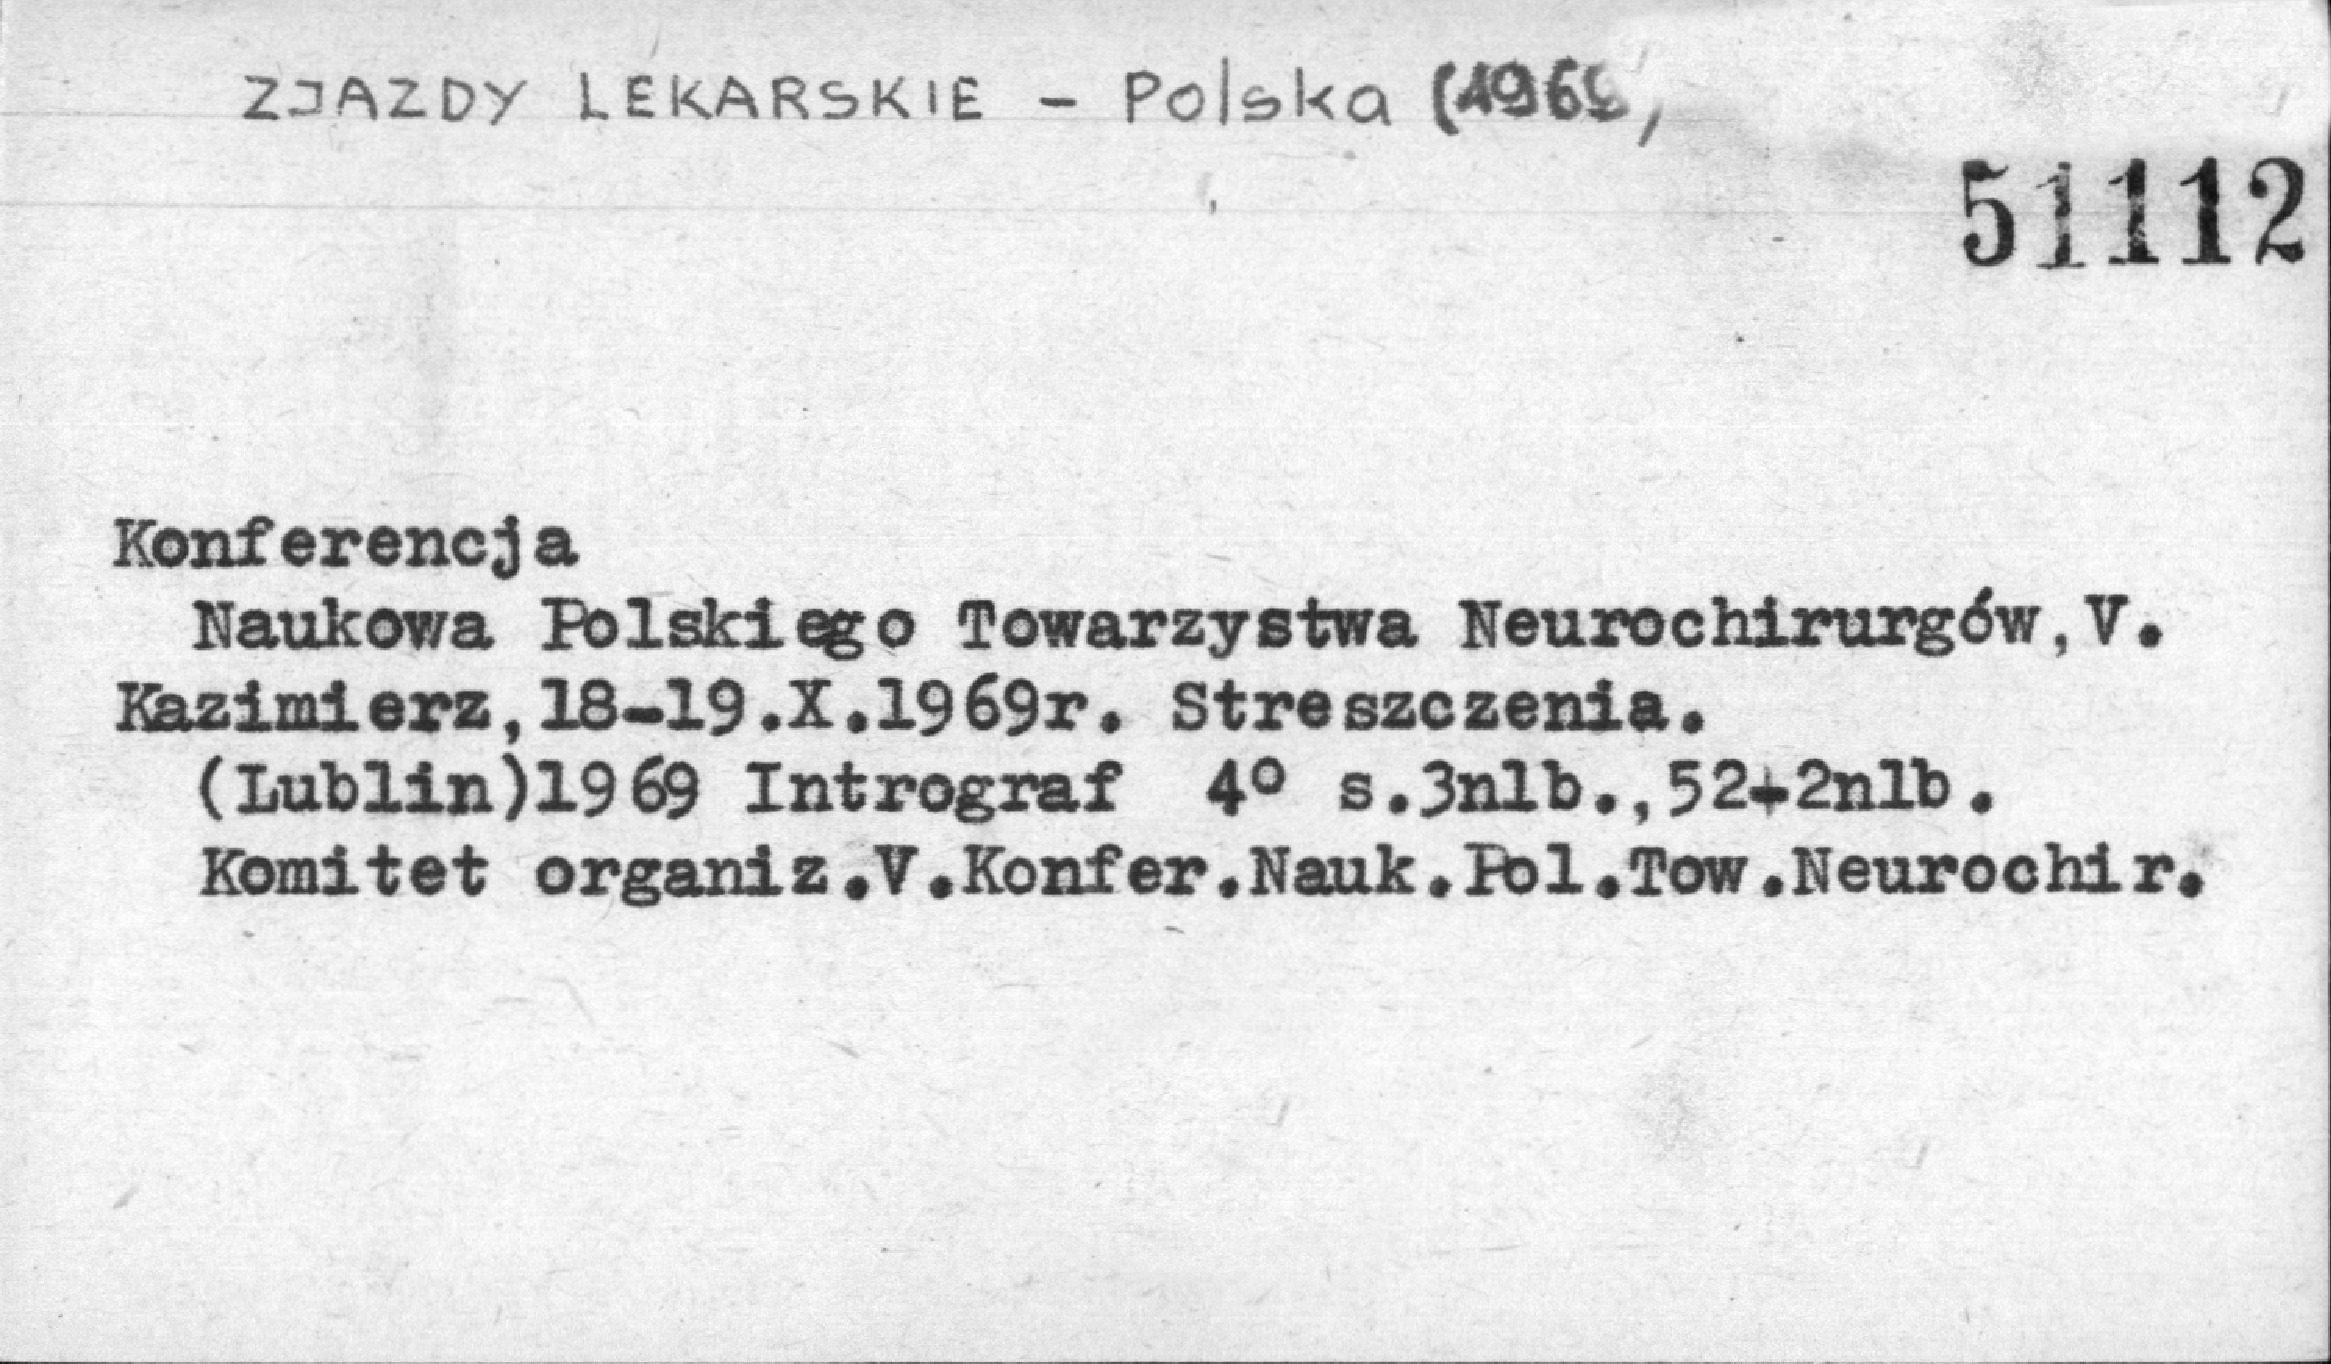 ZJAZDY LEKARSKIE - Polska (1969)
51112
Konferencja
Naukowa Polskiego Towarzystwa Neurochirurgów, V.
Kazimierz, 18-19.X.1969r. Streszczenia.
(Lublin)1969 Intrograf 4° s.3nlb.,52+2nlb.
Komitet organiz.V.Konfer.Nauk.Pol.Tow.Neurochir.